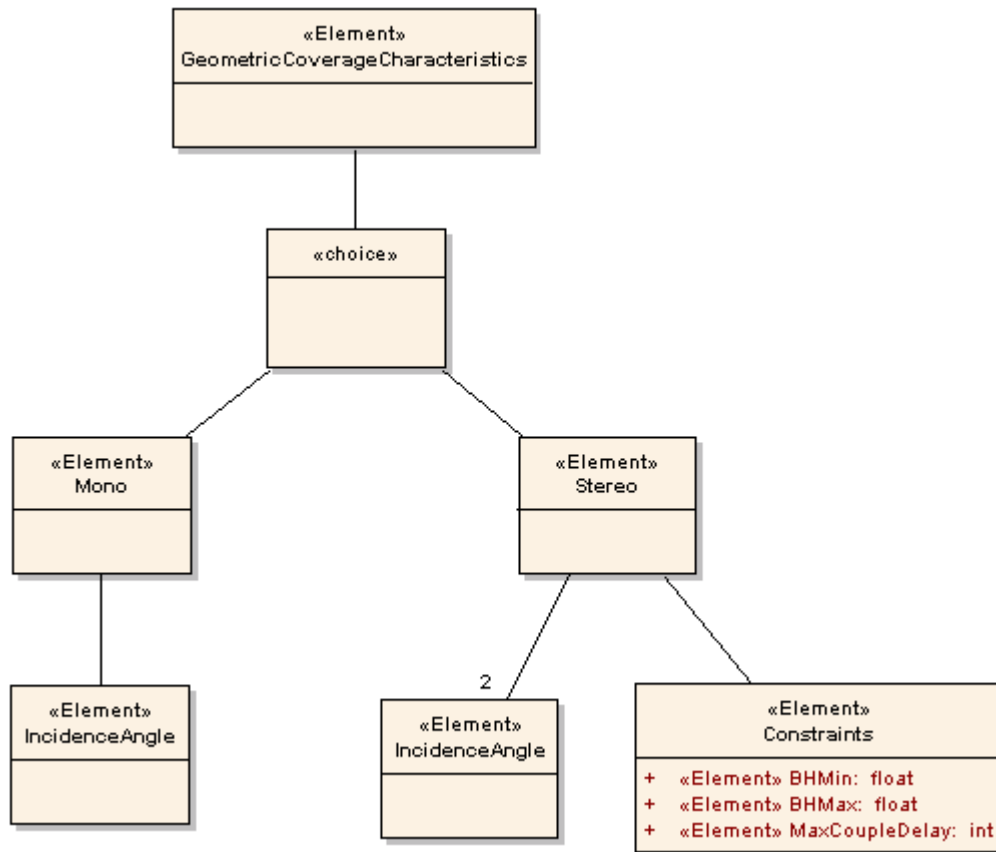 «Element»
GeometricCoverageCharacteristics
«choice»
«Element»
Mono
«Element»
Stereo
«Element»
IncidenceAngle
2
«Element»
IncidenceAngle
«Element»
Constraints
+ «Element» BHMin: float
+ «Element» BHMax: float
+ «Element» MaxCoupleDelay: int